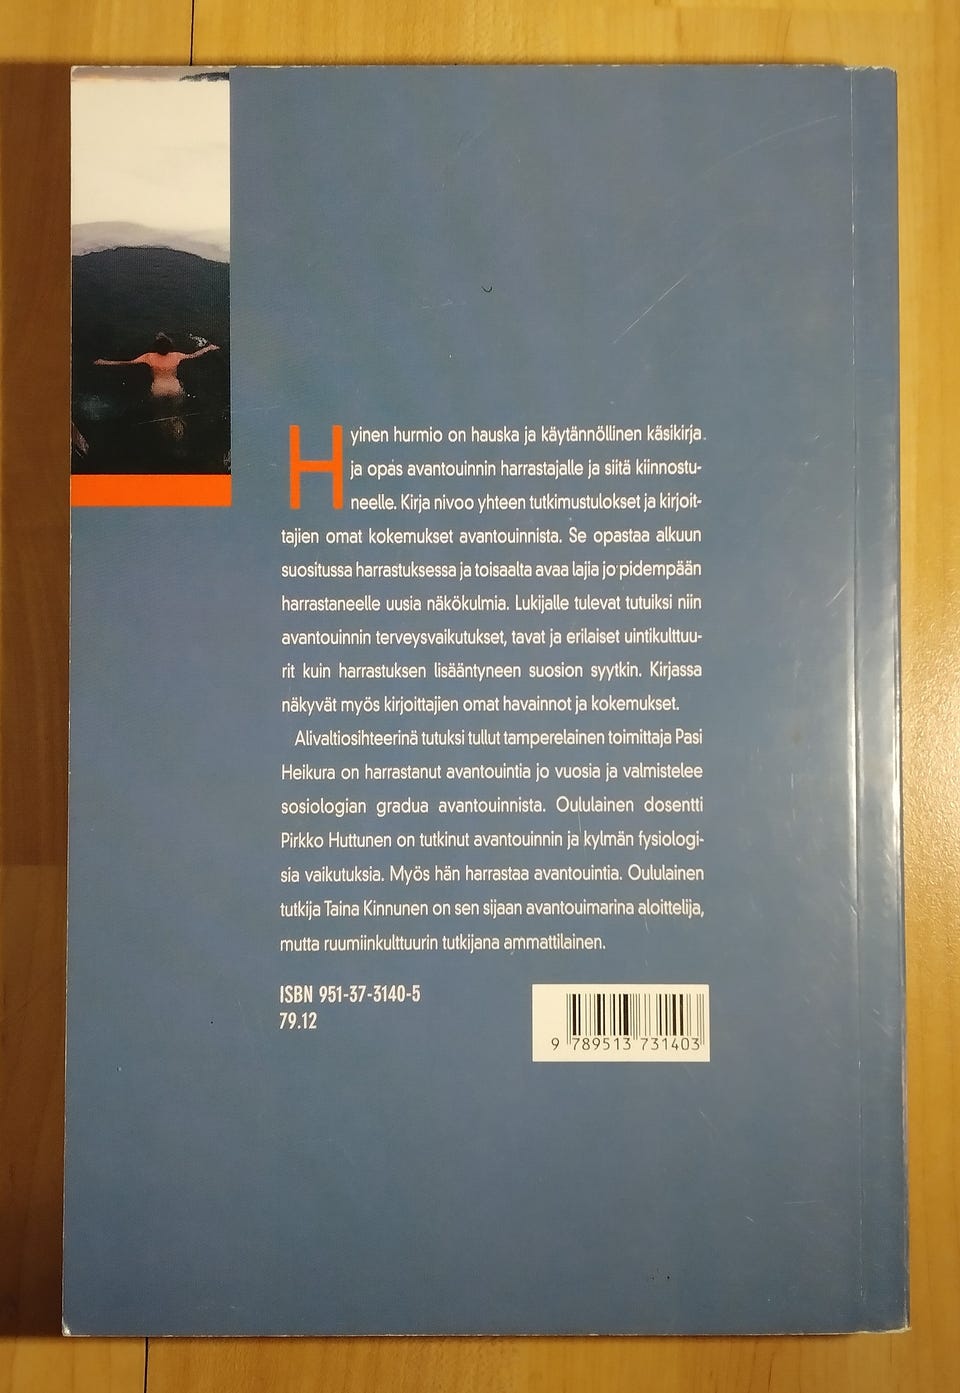 Hyinen hurmio on hauska ja käytännöllinen käsikirja
ja opas avantouinnin harrastajalle ja siitä kiinnostu-
neelle. Kirja nivoo yhteen tutkimustulokset ja kirjoit-
tajien omat kokemukset avantouinnista. Se opastaa alkuun
suositussa harrastuksessa ja toisaalta avaa lajia jo pidempään
harrastaneelle uusia näkökulmia. Lukijalle tulevat tutuiksi niin
avantouinnin terveysvaikutukset, tavat ja erilaiset uintikulttuu-
rit kuin harrastuksen lisääntyneen suosion syytkin. Kirjassa
näkyvät myös kirjoittajien omat havainnot ja kokemukset.
Alivaltiosihteerinä tutuksi tullut tamperelainen toimittaja Pasi
Heikura on harrastanut avantouintia jo vuosia ja valmistelee
sosiologian gradua avantouinnista. Oululainen dosentti
Pirkko Huttunen on tutkinut avantouinnin ja kylmän fysiologi-
sia vaikutuksia. Myös hän harrastaa avantouintia. Oululainen
tutkija Taina Kinnunen on sen sijaan avantouimarina aloittelija,
mutta ruumiinkulttuurin tutkijana ammattilainen.
ISBN 951-37-3140-5
79.12
9 789513 731403